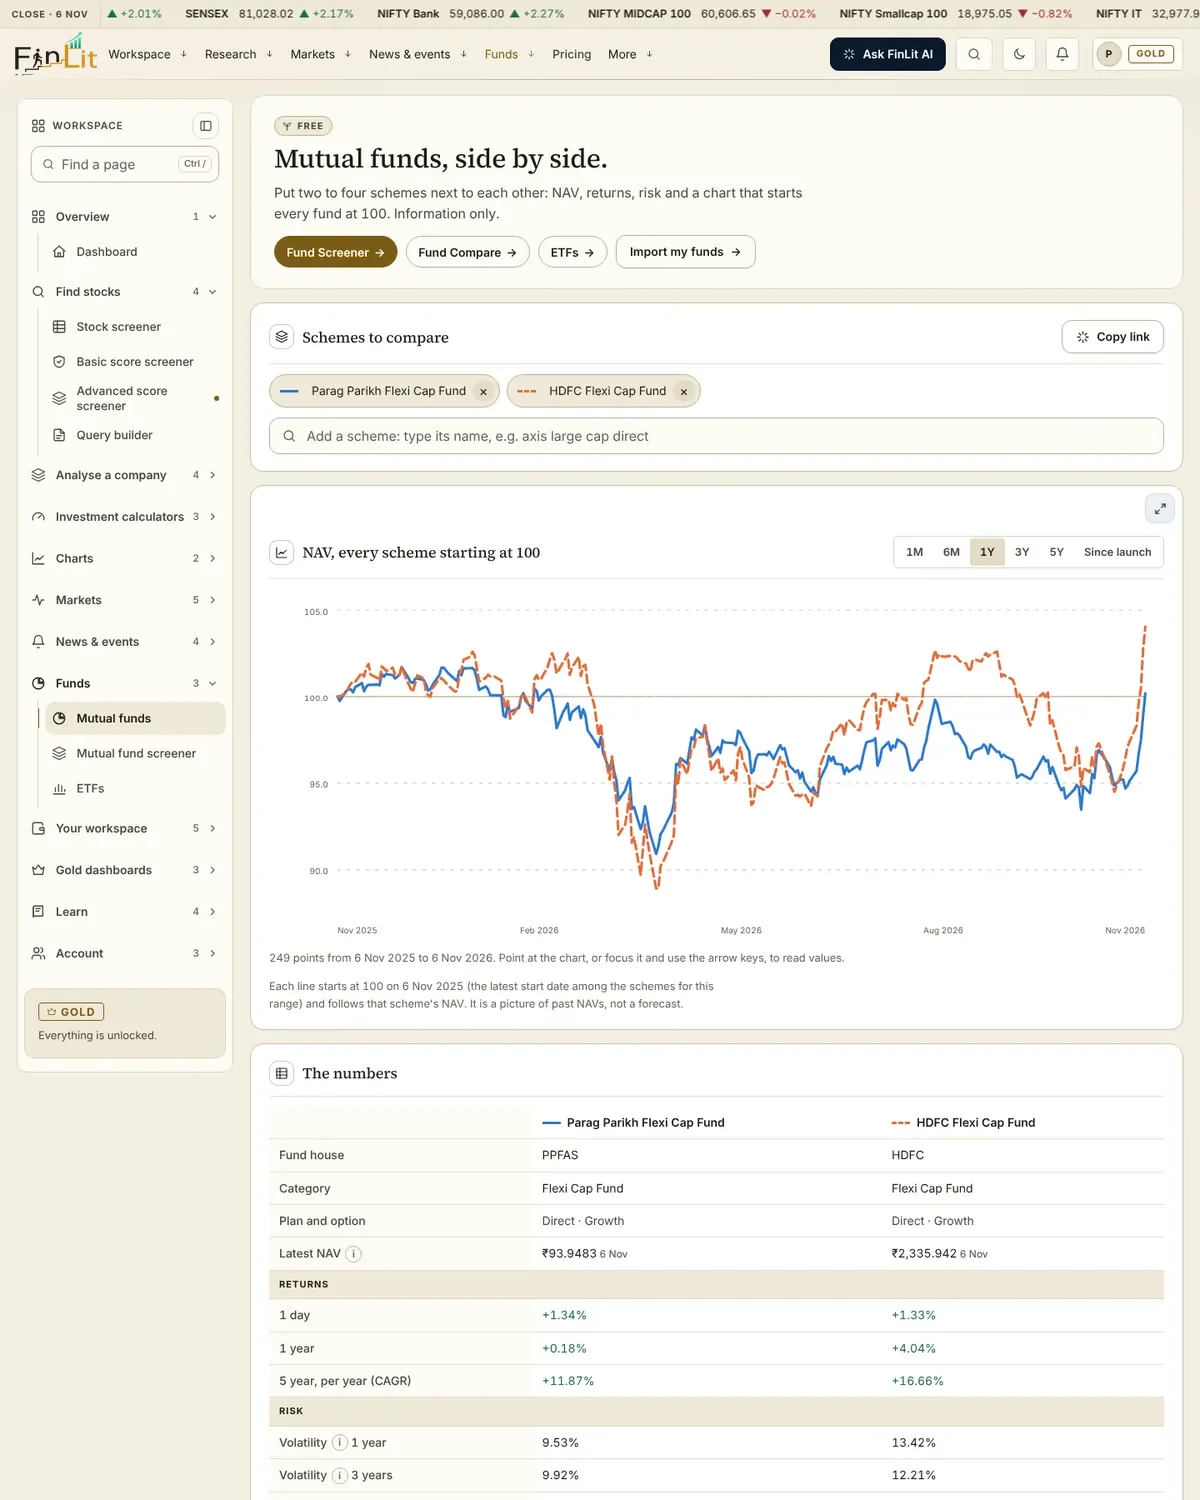 CLOSE · 6 NOV ▲ +2.01% SENSEX 81,028.02 ▲ +2.17% NIFTY Bank 59,086.00 ▲ +2.27% NIFTY MIDCAP 100 60,606.65 ▼ −0.02% NIFTY Smallcap 100 18,975.05 ▼ −0.82% NIFTY IT 32,977.9
FinLit Workspace Research Markets News & events Funds Pricing More Ask FinLit AI P GOLD
WORKSPACE
Find a page Ctrl /
Overview 1
Dashboard
Find stocks 4
Stock screener
Basic score screener
Advanced score
screener
Query builder
Analyse a company 4
Investment calculators 3
Charts 2
Markets 5
News & events 4
Funds 3
Mutual funds
Mutual fund screener
ETFs
Your workspace 5
Gold dashboards 3
Learn 4
Account 3
GOLD
Everything is unlocked.
FREE
Mutual funds, side by side.
Put two to four schemes next to each other: NAV, returns, risk and a chart that starts
every fund at 100. Information only.
Fund Screener → Fund Compare → ETFs → Import my funds →
Schemes to compare Copy link
Parag Parikh Flexi Cap Fund × HDFC Flexi Cap Fund ×
Add a scheme: type its name, e.g. axis large cap direct
NAV, every scheme starting at 100 1M 6M 1Y 3Y 5Y Since launch
105.0
100.0
95.0
90.0
Nov 2025 Feb 2026 May 2026 Aug 2026 Nov 2026
249 points from 6 Nov 2025 to 6 Nov 2026. Point at the chart, or focus it and use the arrow keys, to read values.
Each line starts at 100 on 6 Nov 2025 (the latest start date among the schemes for this
range) and follows that scheme's NAV. It is a picture of past NAVs, not a forecast.
The numbers
Parag Parikh Flexi Cap Fund HDFC Flexi Cap Fund
Fund house PPFAS HDFC
Category Flexi Cap Fund Flexi Cap Fund
Plan and option Direct · Growth Direct · Growth
Latest NAV i ₹93.9483 6 Nov ₹2,335.942 6 Nov
RETURNS
1 day +1.34% +1.33%
1 year +0.18% +4.04%
5 year, per year (CAGR) +11.87% +16.66%
RISK
Volatility i 1 year 9.53% 13.42%
Volatility i 3 years 9.92% 12.21%